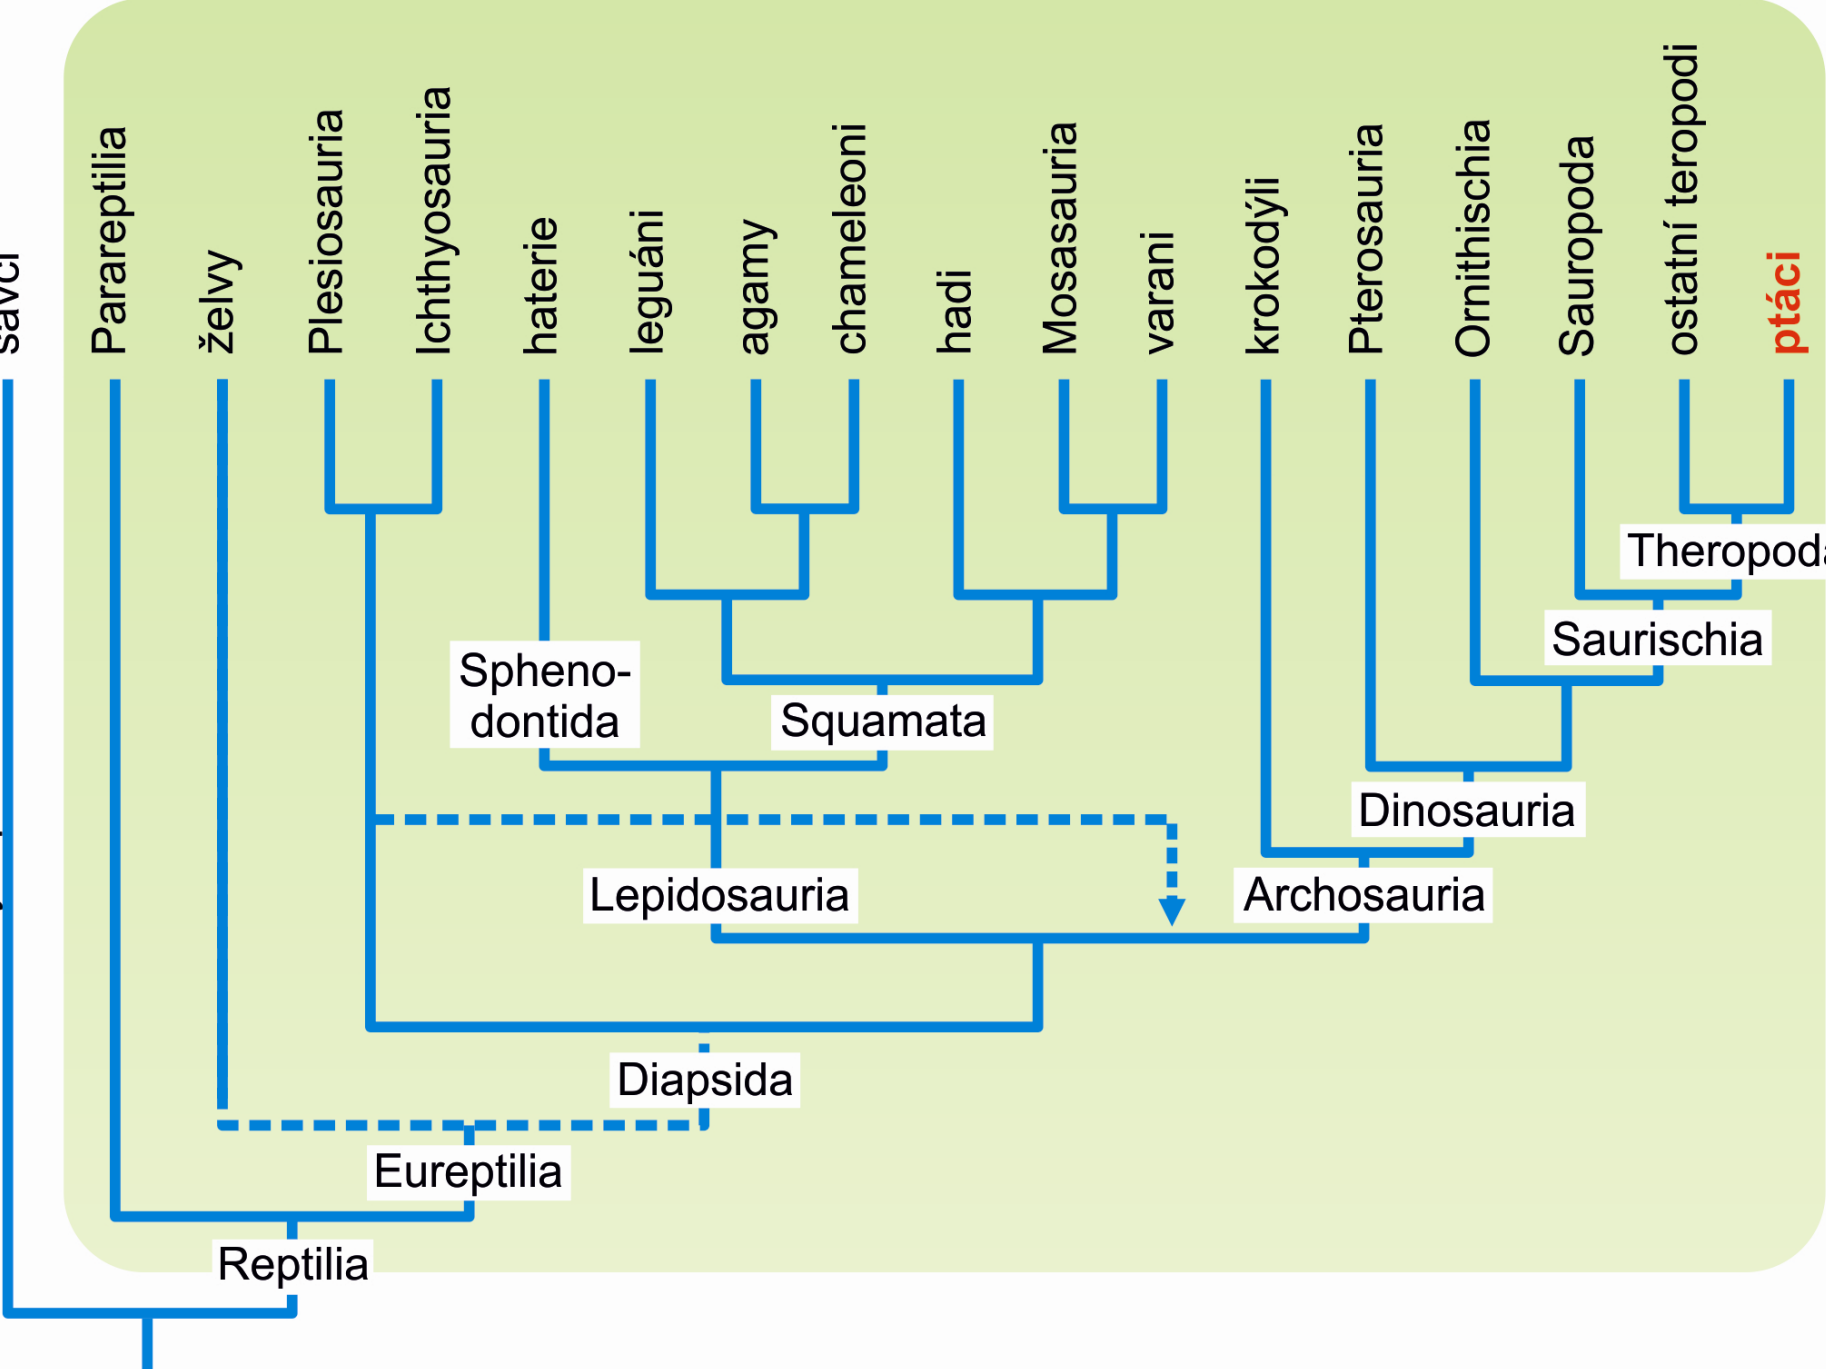 savci
Parareptilia
želvy
Plesiosauria
Ichthyosauria
haterie
leguáni
agamy
chameleoni
hadi
Mosasauria
varani
krokodýli
Pterosauria
Ornithischia
Sauropoda
ostatní teropodi
ptáci
Theropoda
Saurischia
Spheno-
dontida
Squamata
Dinosauria
Lepidosauria
Archosauria
Diapsida
Eureptilia
Reptilia